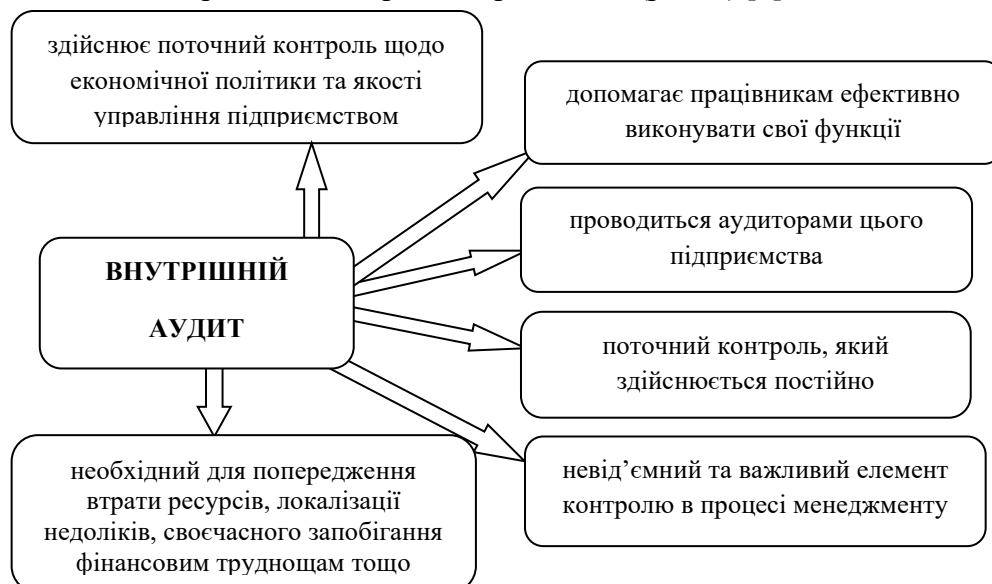 здійснює поточний контроль щодо
економічної політики та якості
управління підприємством
допомагає працівникам ефективно
виконувати свої функції
проводиться аудиторами цього
підприємства
ВНУТРІШНІЙ
АУДИТ
поточний контроль, який
здійснюється постійно
необхідний для попередження
втрати ресурсів, локалізації
недоліків, своєчасного запобігання
фінансовим труднощам тощо
невід’ємний та важливий елемент
контролю в процесі менеджменту